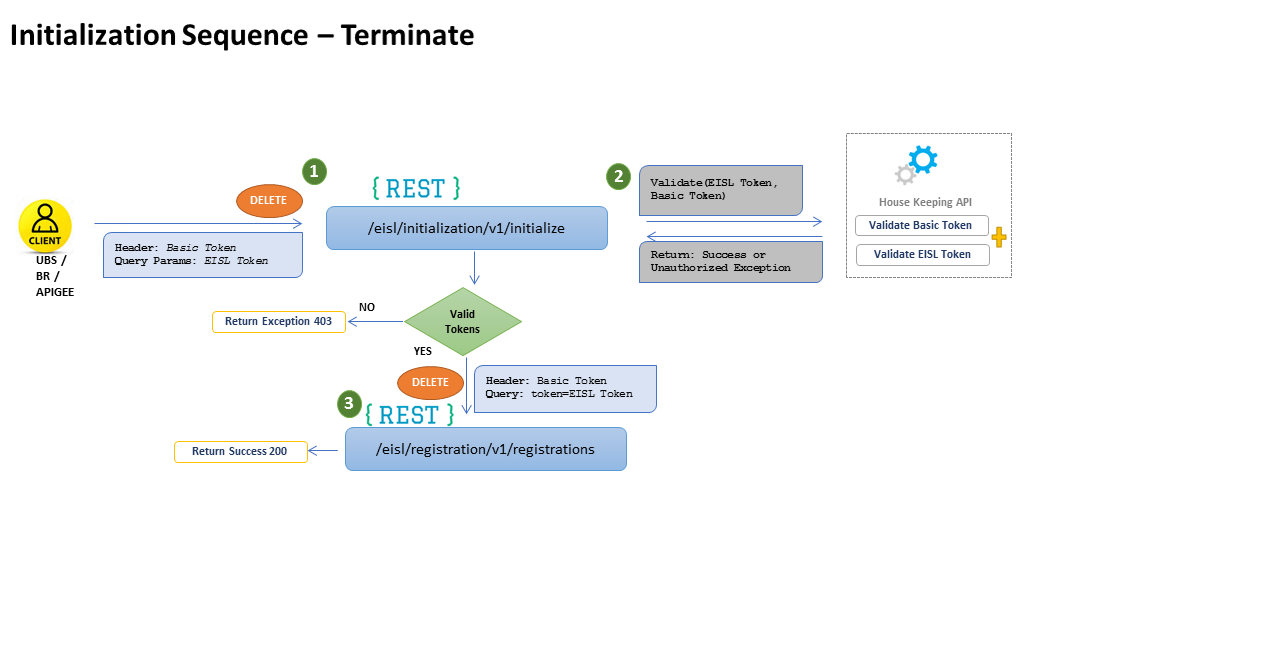 Initialization Sequence – Terminate
1
{ REST }
DELETE
/eisl/initialization/v1/initialize
CLIENT
UBS /
BR /
APIGEE
Header: Basic Token
Query Params: EISL Token
2
Validate(EISL Token,
Basic Token)
Return: Success or
Unauthorized Exception
House Keeping API
Validate Basic Token
Validate EISL Token
Valid
Tokens
NO
Return Exception 403
YES
DELETE
Header: Basic Token
Query: token=EISL Token
3
{ REST }
/eisl/registration/v1/registrations
Return Success 200